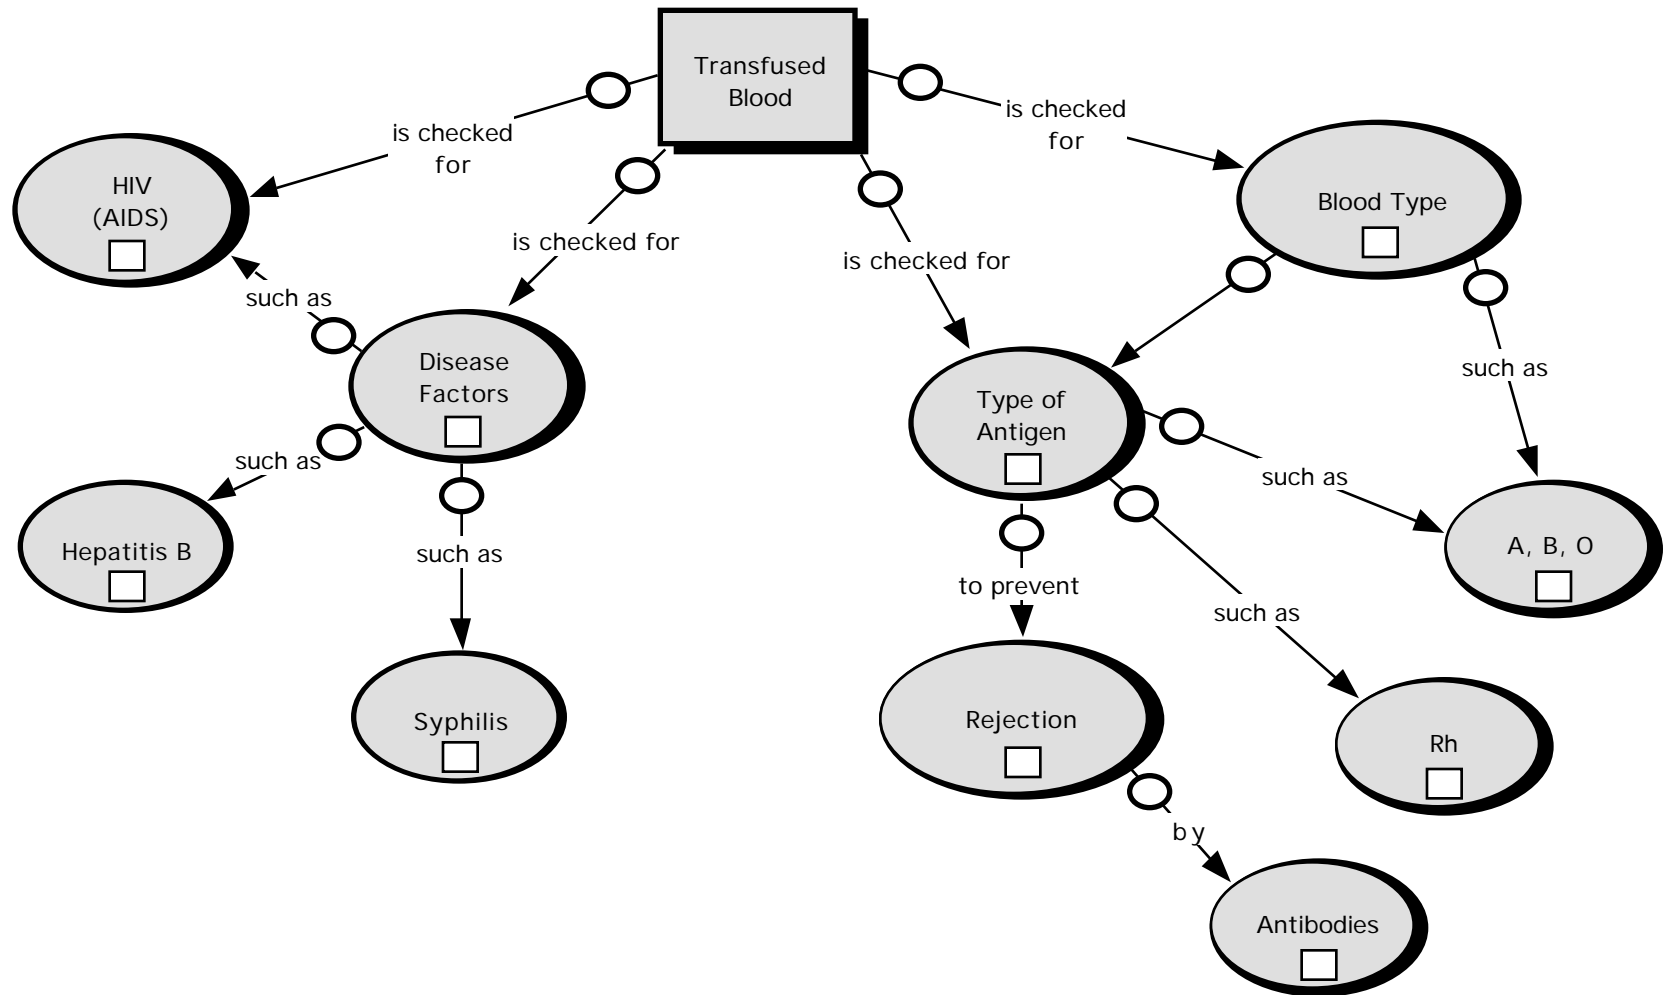 Transfused
Blood
is checked
for
is checked
for
HIV
(AIDS)
Blood Type
is checked for
is checked for
such as
Disease
Factors
such as
Type of
Antigen
such as
such as
Hepatitis B
A, B, O
such as
to prevent
such as
Syphilis
Rejection
Rh
by
Antibodies